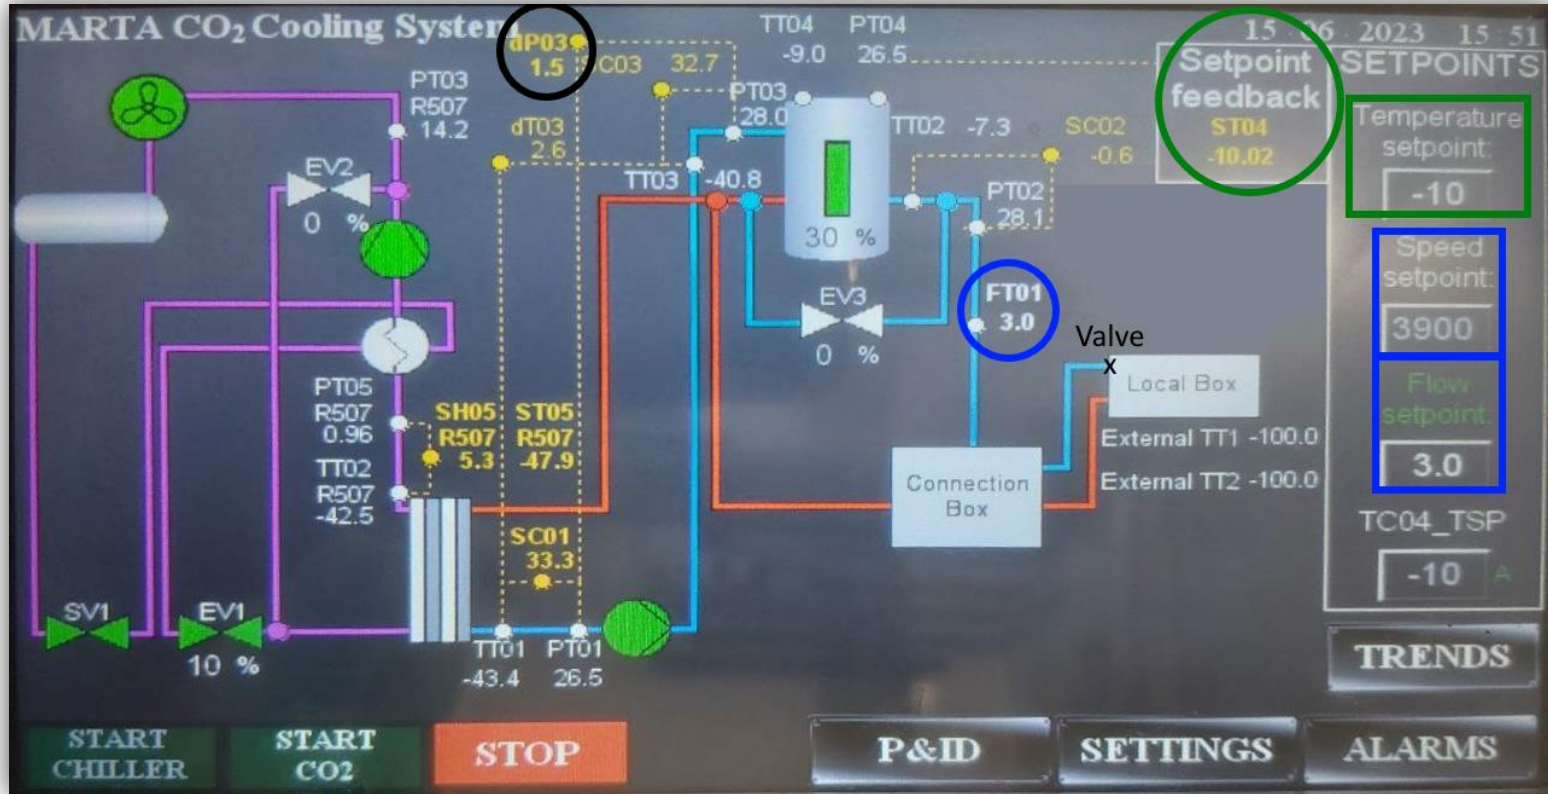 MARTA CO₂ Cooling System
15 . 06 . 2023 15:51
dP03
1.5
SC03 32.7
TT04
-9.0
PT04
26.5
Setpoint
feedback
ST04
-10.02
SETPOINTS
Temperature
setpoint:
-10
Speed
setpoint:
3900
Flow
setpoint:
3.0
TC04_TSP
-10 A
PT03
R507
14.2
dT03
2.6
PT03
28.0
TT02 -7.3
SC02
-0.6
EV2
0 %
TT03 -40.8
PT02
28.1
30 %
EV3
0 %
FT01
3.0
Valve
x
Local Box
PT05
R507
0.96
SH05
R507
5.3
ST05
R507
-47.9
TT02
R507
-42.5
External TT1 -100.0
External TT2 -100.0
Connection
Box
SC01
33.3
SV1
EV1
10 %
TT01
-43.4
PT01
26.5
TRENDS
START
CHILLER
START
CO2
STOP
P&ID
SETTINGS
ALARMS